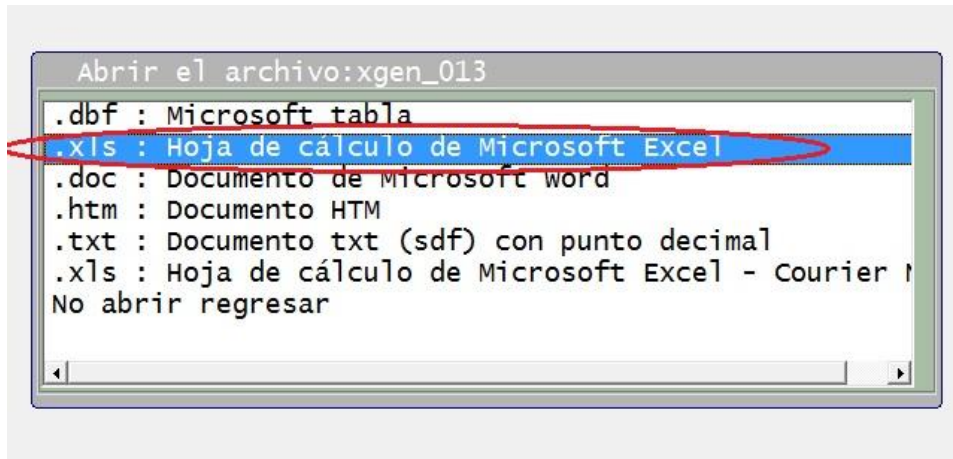 Abrir el archivo:xgen_013
.dbf : Microsoft tabla
.xls : Hoja de cálculo de Microsoft Excel
.doc : Documento de Microsoft Word
.htm : Documento HTM
.txt : Documento txt (sdf) con punto decimal
.xls : Hoja de cálculo de Microsoft Excel - Courier
No abrir regresar